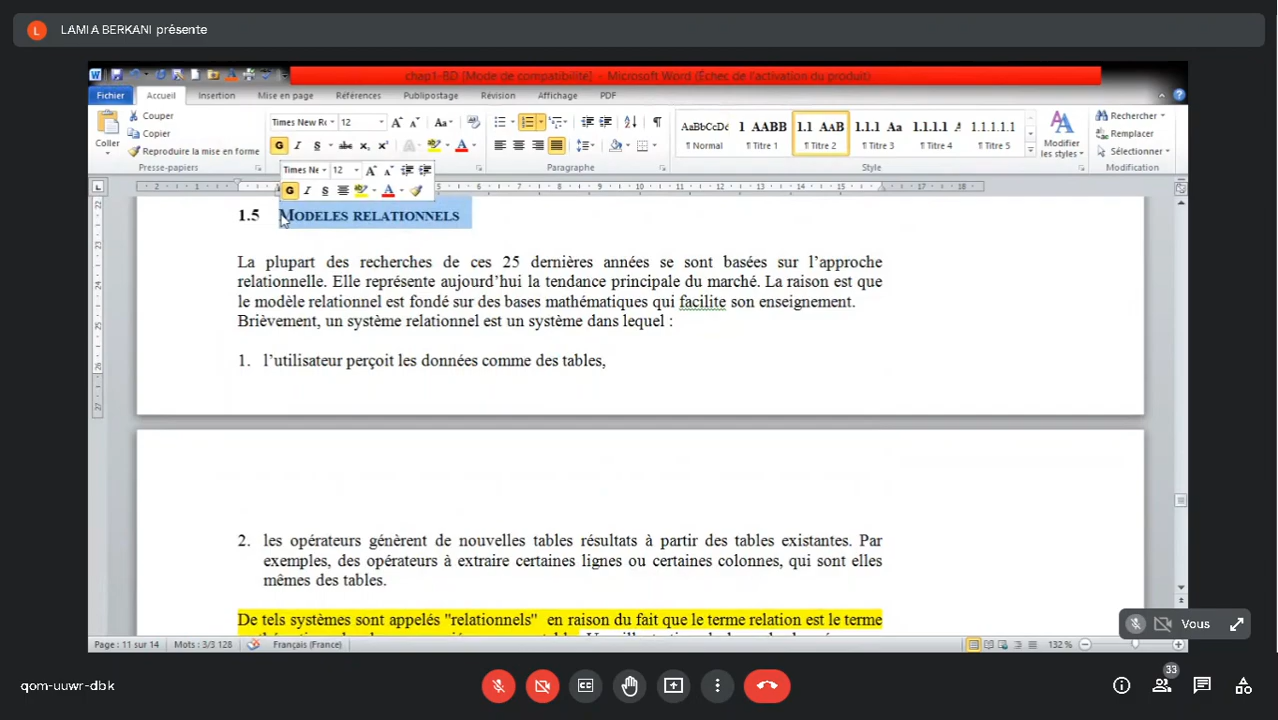 LAMIA BERKANI présente
chap1-BD [Mode de compatibilité] – Microsoft Word (Échec de l'activation du produit)
Fichier Accueil Insertion Mise en page Références Publipostage Révision Affichage PDF
Coller
Couper
Copier
Reproduire la mise en forme
Presse-papiers
Times New Ro 12
Police
Paragraphe
AaBbCcDc 1 AABB 1.1 AaB 1.1.1 Aa 1.1.1.1 A 1.1.1.1.1
¶ Normal ¶ Titre 1 ¶ Titre 2 ¶ Titre 3 ¶ Titre 4 ¶ Titre 5
Modifier les styles
Style
Rechercher
Remplacer
Sélectionner
Modification
Times Ne 12
1.5 MODELES RELATIONNELS
La plupart des recherches de ces 25 dernières années se sont basées sur l'approche
relationnelle. Elle représente aujourd'hui la tendance principale du marché. La raison est que
le modèle relationnel est fondé sur des bases mathématiques qui facilite son enseignement.
Brièvement, un système relationnel est un système dans lequel :
1. l'utilisateur perçoit les données comme des tables,
2. les opérateurs génèrent de nouvelles tables résultats à partir des tables existantes. Par
exemples, des opérateurs à extraire certaines lignes ou certaines colonnes, qui sont elles
mêmes des tables.
De tels systèmes sont appelés "relationnels" en raison du fait que le terme relation est le terme
Page : 11 sur 14 Mots : 3/3 128 Français (France) 132 %
Vous
qom-uuwr-dbk
33